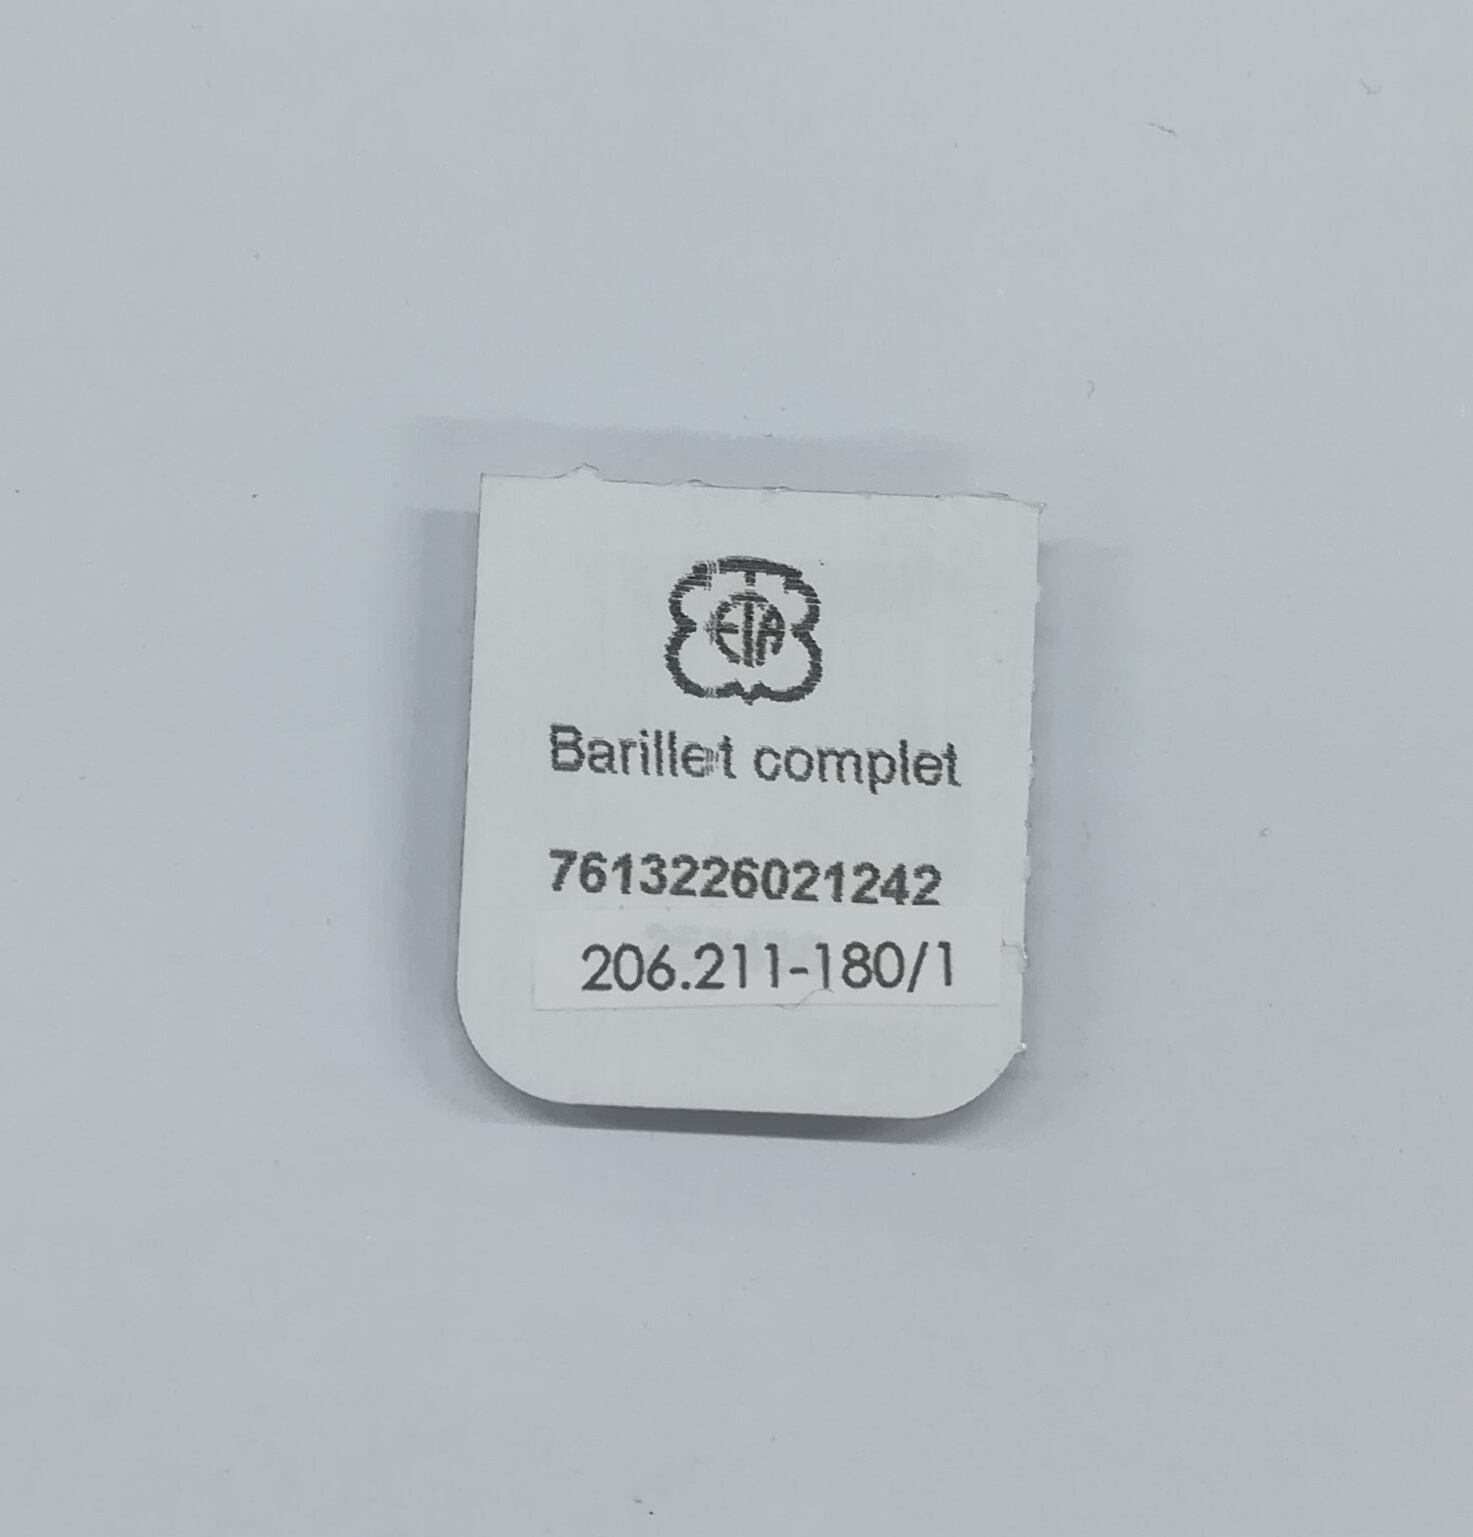 ETA
Barillet complet
7613226021242
206.211-180/1